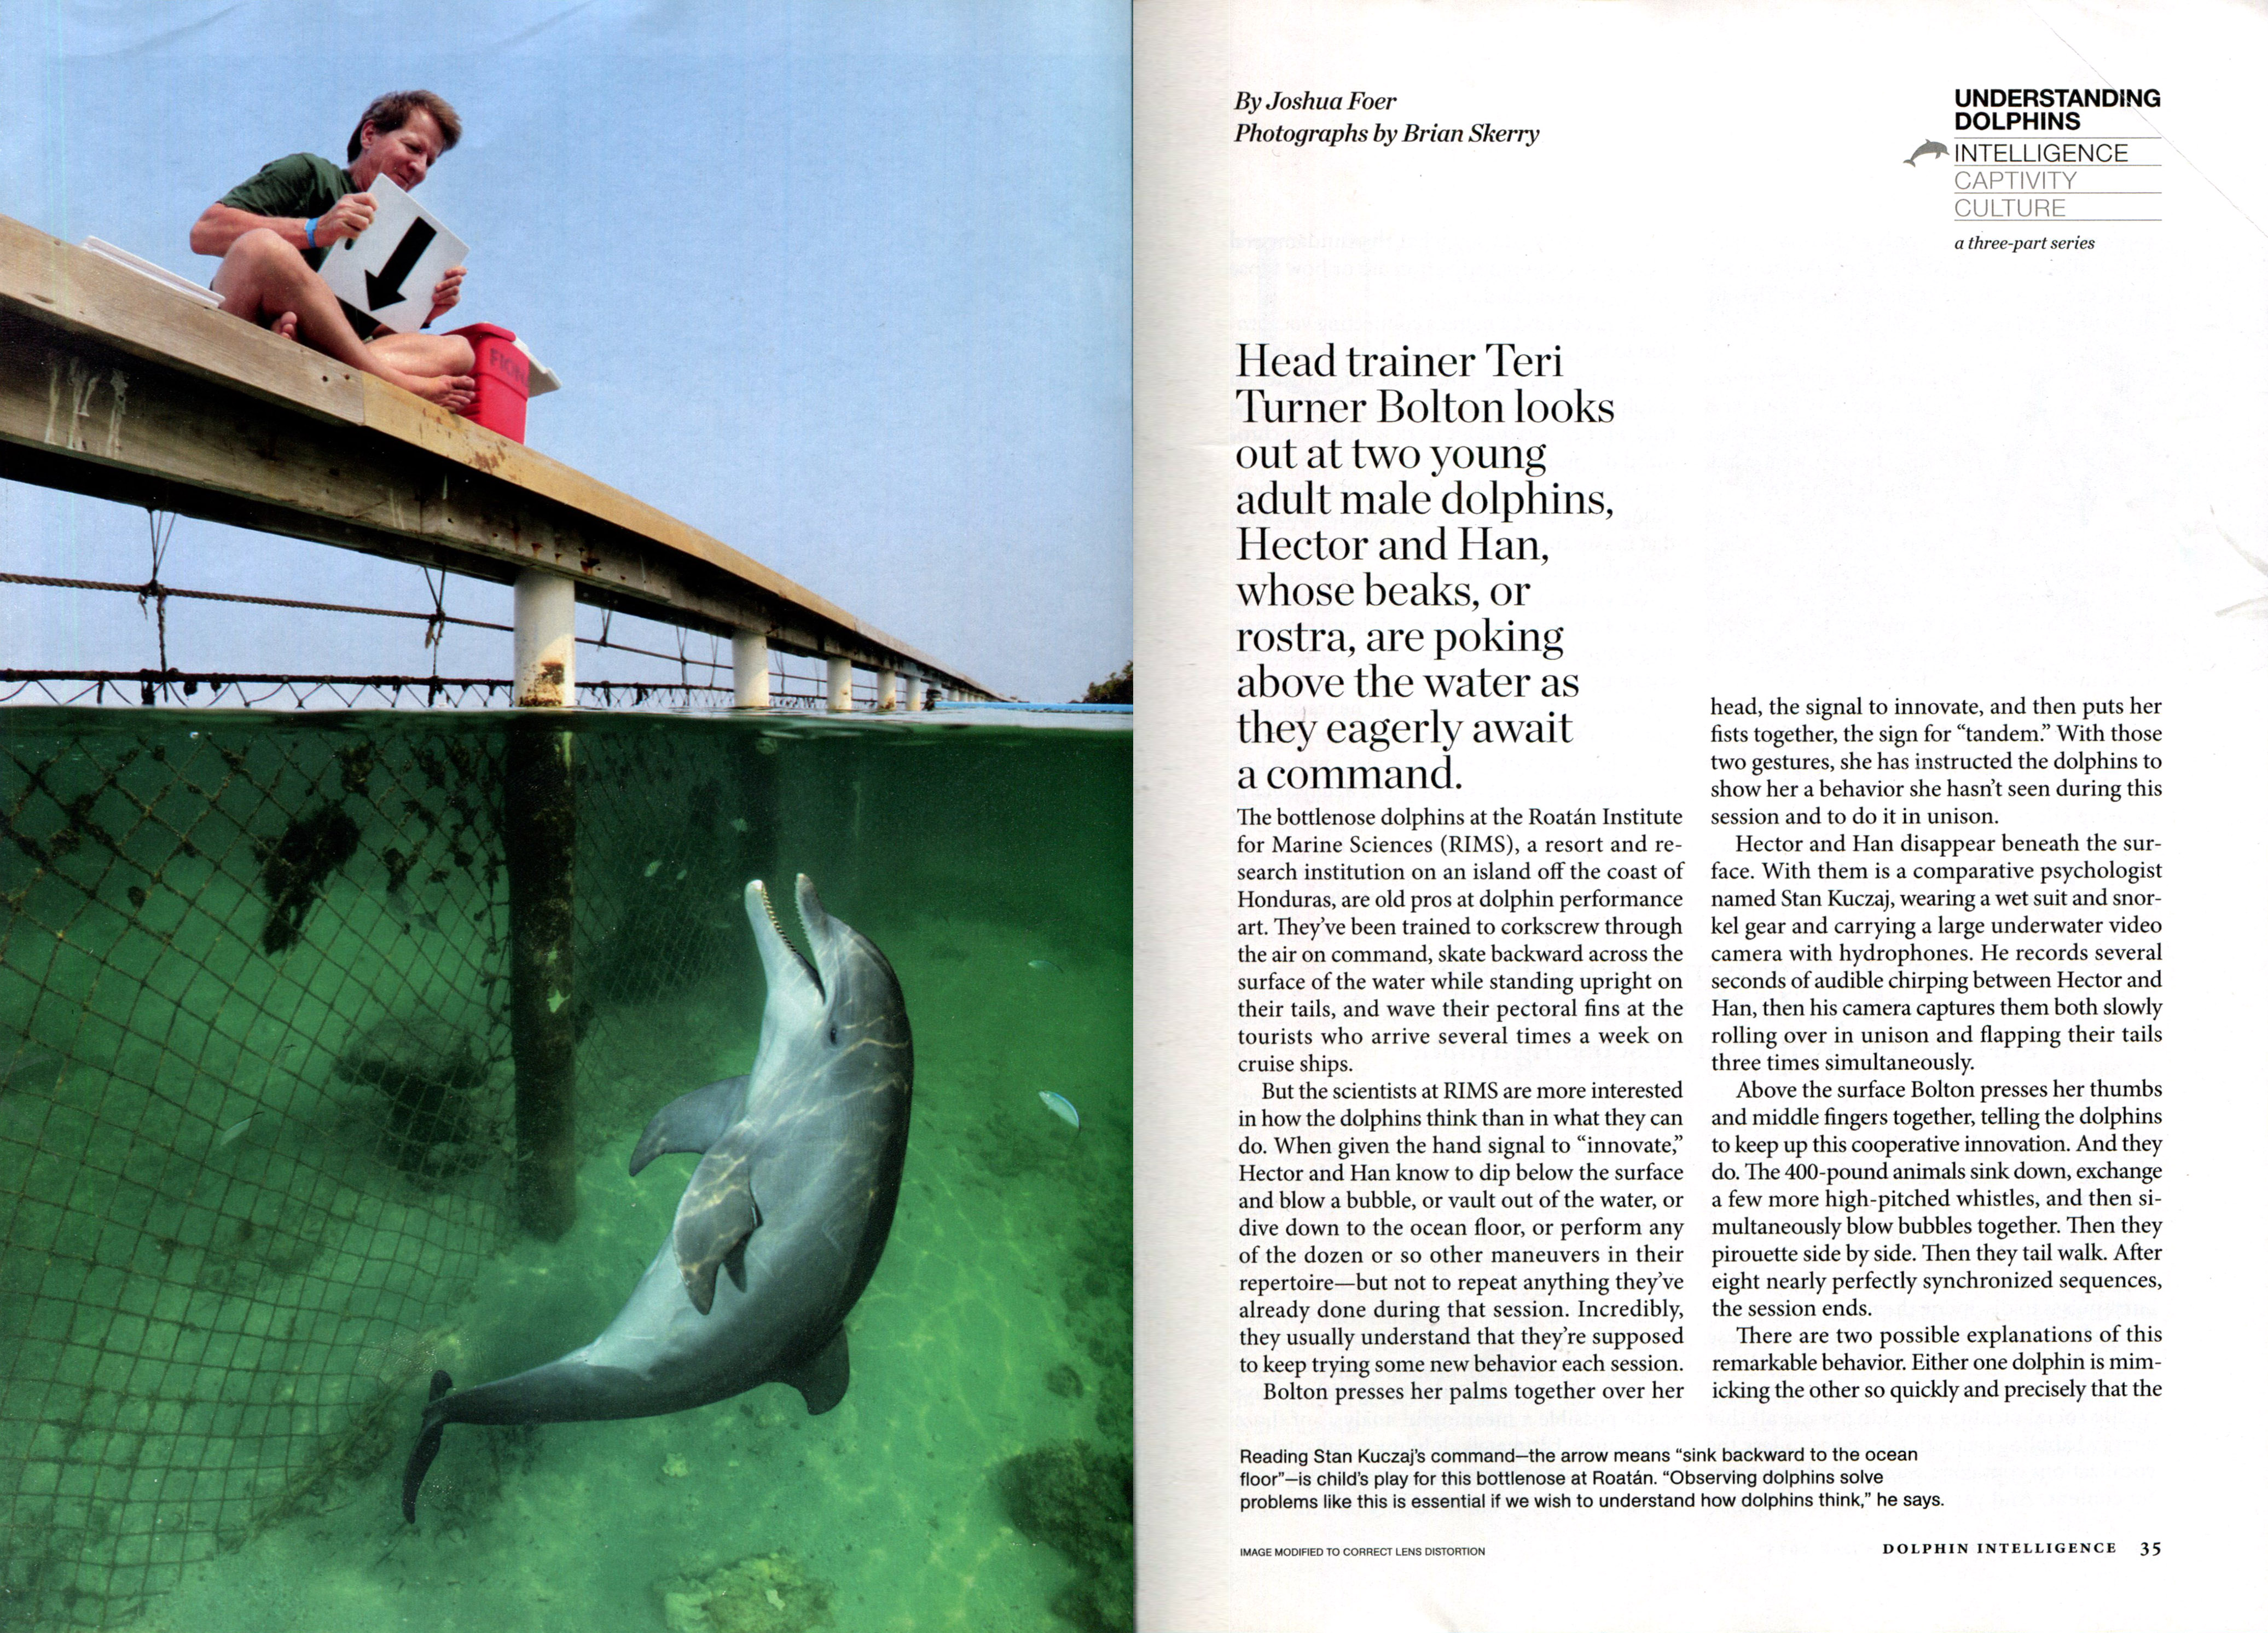 By Joshua Foer
Photographs by Brian Skerry
UNDERSTANDING
DOLPHINS
INTELLIGENCE
CAPTIVITY
CULTURE
a three-part series
Head trainer Teri
Turner Bolton looks
out at two young
adult male dolphins,
Hector and Han,
whose beaks, or
rostra, are poking
above the water as
they eagerly await
a command.
The bottlenose dolphins at the Roatán Institute
for Marine Sciences (RIMS), a resort and re-
search institution on an island off the coast of
Honduras, are old pros at dolphin performance
art. They’ve been trained to corkscrew through
the air on command, skate backward across the
surface of the water while standing upright on
their tails, and wave their pectoral fins at the
tourists who arrive several times a week on
cruise ships.
But the scientists at RIMS are more interested
in how the dolphins think than in what they can
do. When given the hand signal to “innovate,”
Hector and Han know to dip below the surface
and blow a bubble, or vault out of the water, or
dive down to the ocean floor, or perform any
of the dozen or so other maneuvers in their
repertoire—but not to repeat anything they’ve
already done during that session. Incredibly,
they usually understand that they’re supposed
to keep trying some new behavior each session.
Bolton presses her palms together over her
head, the signal to innovate, and then puts her
fists together, the sign for “tandem.” With those
two gestures, she has instructed the dolphins to
show her a behavior she hasn’t seen during this
session and to do it in unison.
Hector and Han disappear beneath the sur-
face. With them is a comparative psychologist
named Stan Kuczaj, wearing a wet suit and snor-
kel gear and carrying a large underwater video
camera with hydrophones. He records several
seconds of audible chirping between Hector and
Han, then his camera captures them both slowly
rolling over in unison and flapping their tails
three times simultaneously.
Above the surface Bolton presses her thumbs
and middle fingers together, telling the dolphins
to keep up this cooperative innovation. And they
do. The 400-pound animals sink down, exchange
a few more high-pitched whistles, and then si-
multaneously blow bubbles together. Then they
pirouette side by side. Then they tail walk. After
eight nearly perfectly synchronized sequences,
the session ends.
There are two possible explanations of this
remarkable behavior. Either one dolphin is mim-
icking the other so quickly and precisely that the
Reading Stan Kuczaj’s command—the arrow means “sink backward to the ocean
floor”—is child’s play for this bottlenose at Roatán. “Observing dolphins solve
problems like this is essential if we wish to understand how dolphins think,” he says.
IMAGE MODIFIED TO CORRECT LENS DISTORTION
DOLPHIN INTELLIGENCE 35